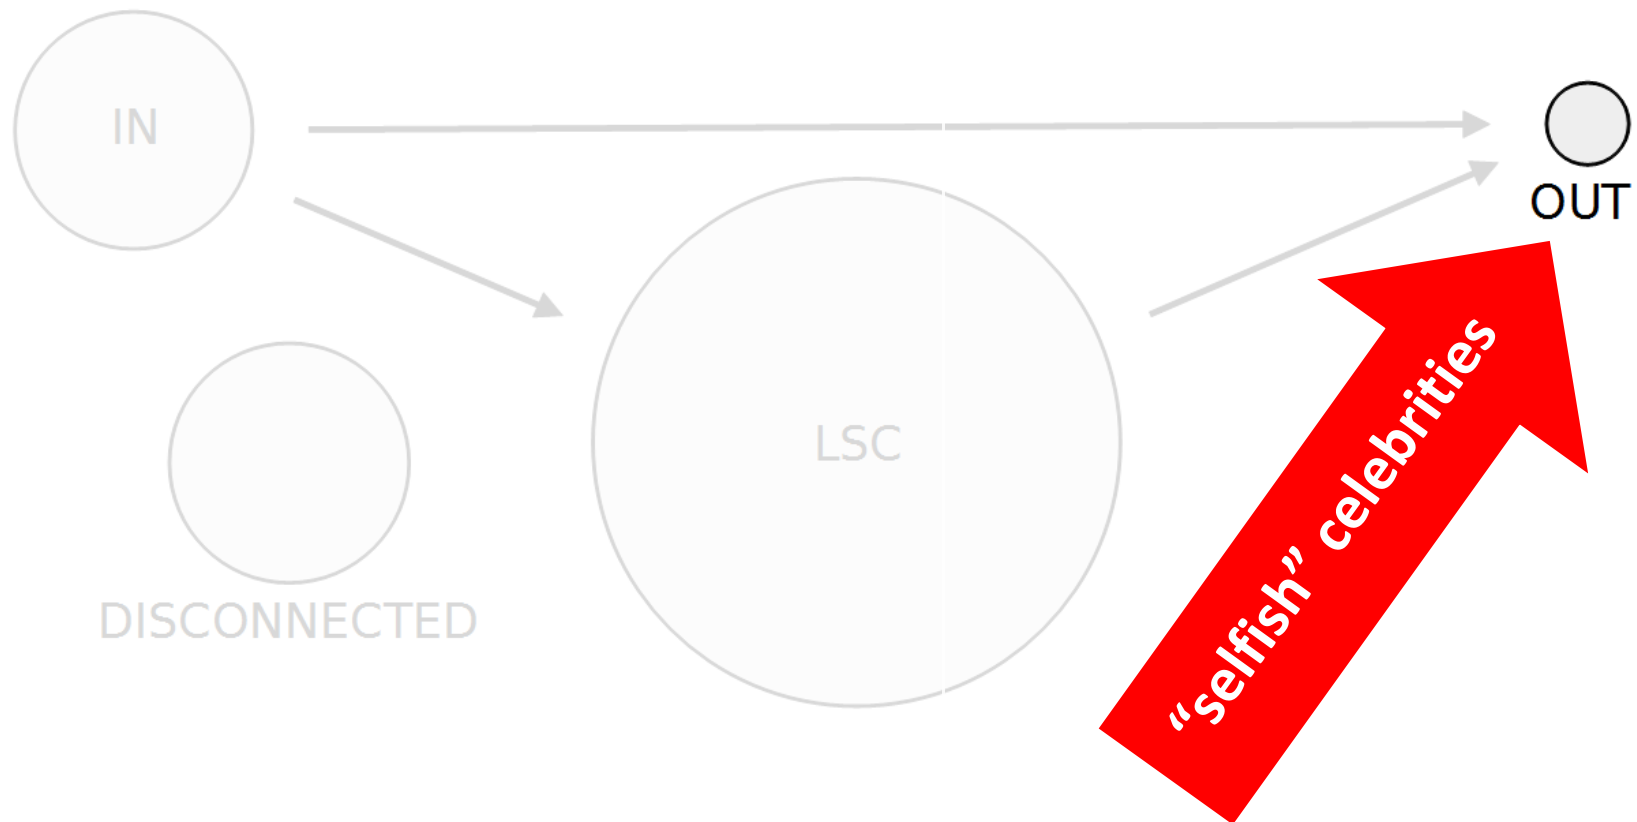 IN
OUT
LSC
DISCONNECTED
“selfish” celebrities